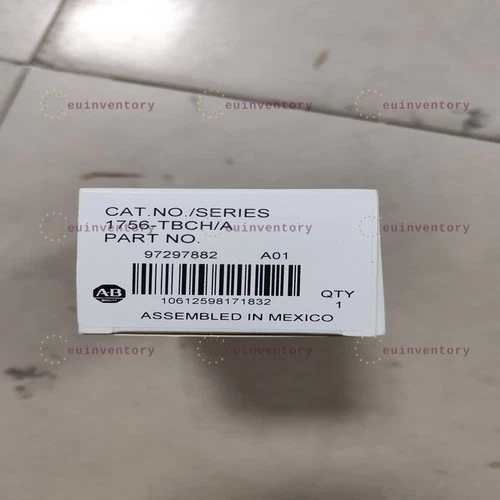 euinventory euinventory euinventory
CAT.NO./SERIES
1756-TBCH/A
PART NO.
euinventory euinventory euinventory
97297882 A01
A-B
10612598171832
QTY
1
ASSEMBLED IN MEXICO
euinventory euinventory euinventory